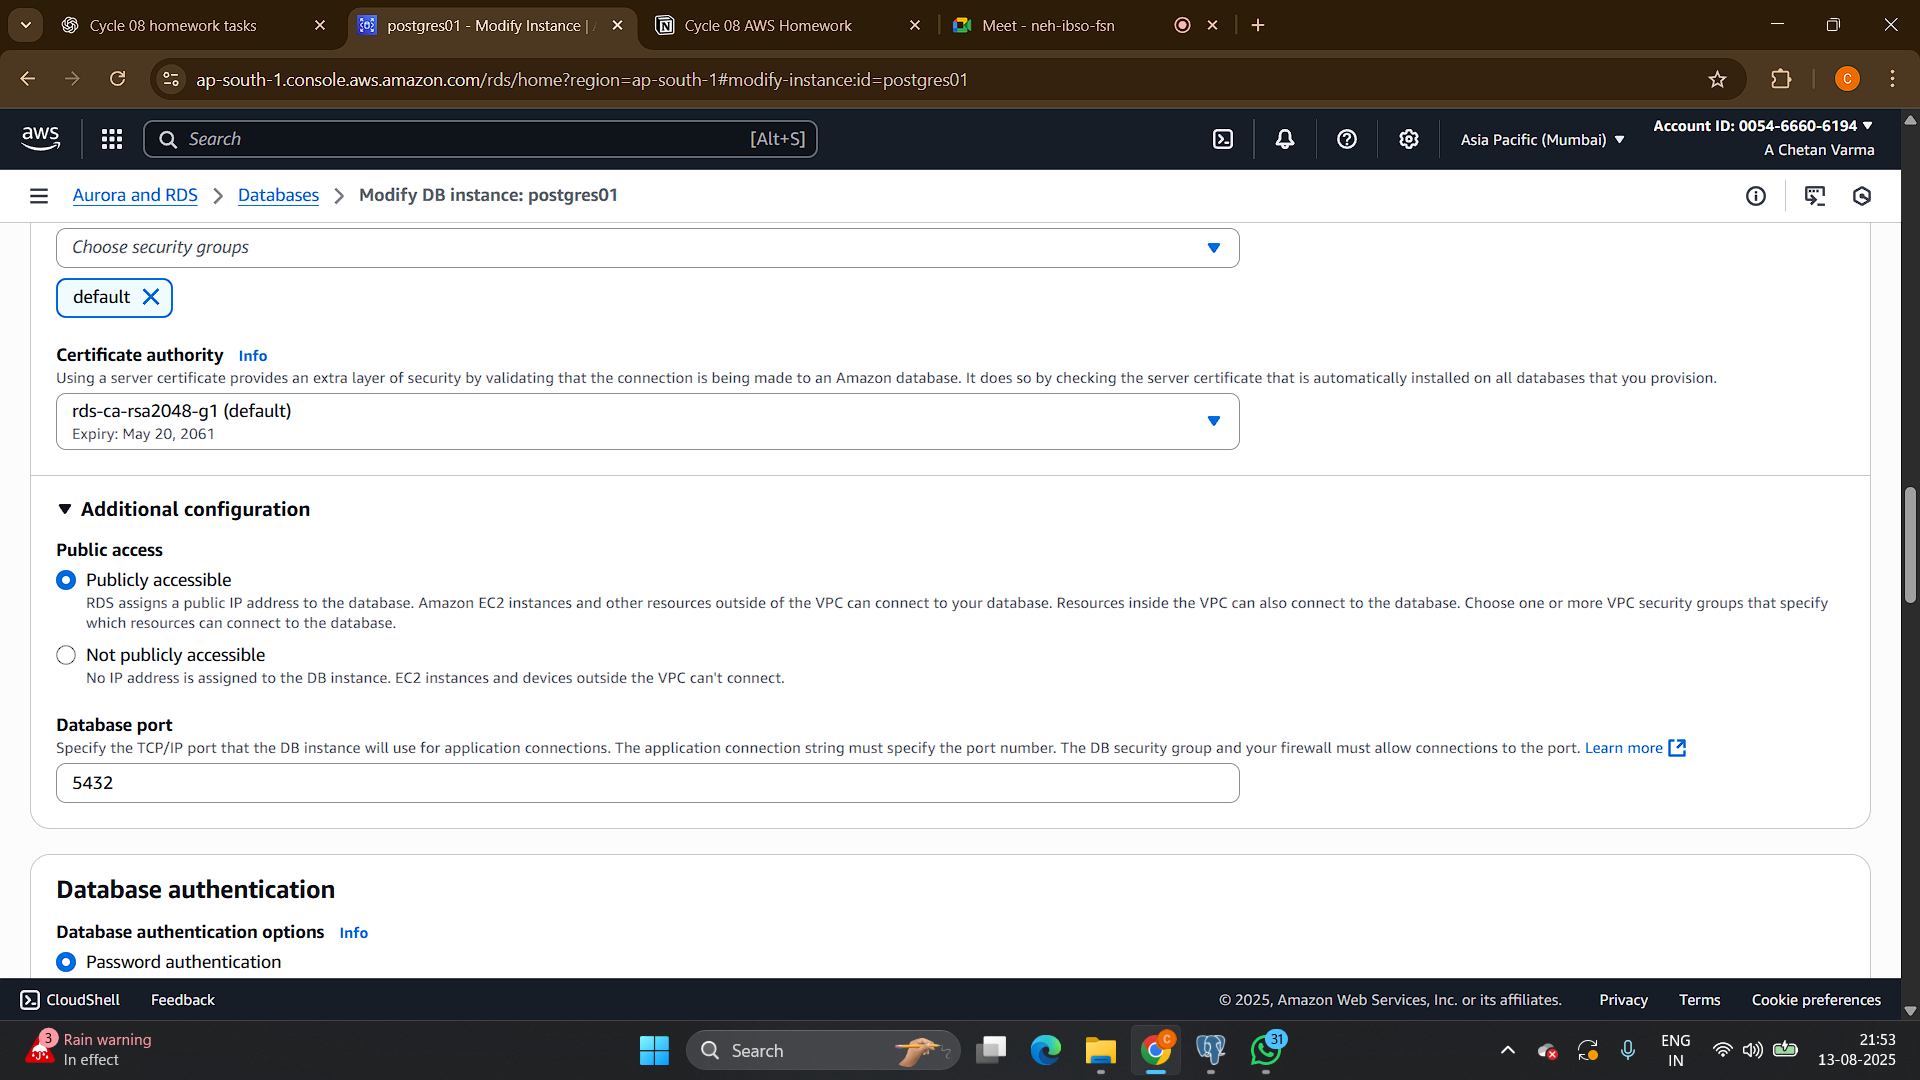 Cycle 08 homework tasks
postgres01 - Modify Instance |
Cycle 08 AWS Homework
Meet - neh-ibso-fsn
ap-south-1.console.aws.amazon.com/rds/home?region=ap-south-1#modify-instance:id=postgres01
C
aws
Search
[Alt+S]
Asia Pacific (Mumbai)
Account ID: 0054-6660-6194
A Chetan Varma
Aurora and RDS
Databases
Modify DB instance: postgres01
Choose security groups
default
Certificate authority Info
Using a server certificate provides an extra layer of security by validating that the connection is being made to an Amazon database. It does so by checking the server certificate that is automatically installed on all databases that you provision.
rds-ca-rsa2048-g1 (default)
Expiry: May 20, 2061
Additional configuration
Public access
Publicly accessible
RDS assigns a public IP address to the database. Amazon EC2 instances and other resources outside of the VPC can connect to your database. Resources inside the VPC can also connect to the database. Choose one or more VPC security groups that specify
which resources can connect to the database.
Not publicly accessible
No IP address is assigned to the DB instance. EC2 instances and devices outside the VPC can't connect.
Database port
Specify the TCP/IP port that the DB instance will use for application connections. The application connection string must specify the port number. The DB security group and your firewall must allow connections to the port. Learn more
5432
Database authentication
Database authentication options Info
Password authentication
CloudShell
Feedback
© 2025, Amazon Web Services, Inc. or its affiliates.
Privacy
Terms
Cookie preferences
3
Rain warning
In effect
Search
C
31
ENG
IN
21:53
13-08-2025